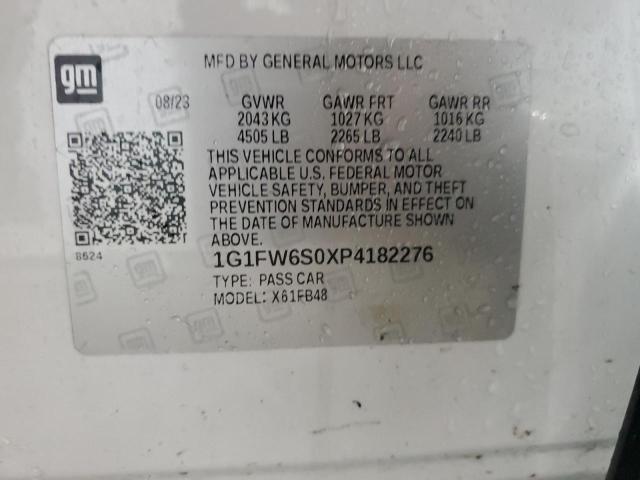 gm
MFD BY GENERAL MOTORS LLC
08/23 GVWR GAWR FRT GAWR RR
2043 KG 1027 KG 1016 KG
4505 LB 2265 LB 2240 LB
THIS VEHICLE CONFORMS TO ALL
APPLICABLE U.S. FEDERAL MOTOR
VEHICLE SAFETY, BUMPER, AND THEFT
PREVENTION STANDARDS IN EFFECT ON
THE DATE OF MANUFACTURE SHOWN
ABOVE.
8624
1G1FW6S0XP4182276
TYPE: PASS CAR
MODEL: X61FB48